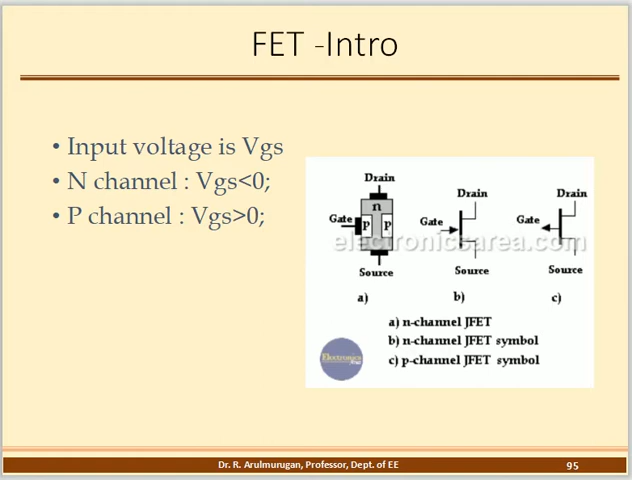 FET -Intro
• Input voltage is Vgs
• N channel : Vgs<0;
• P channel : Vgs>0;
Drain
n
Gate
p
p
Source
a)
Drain
Gate
Source
b)
Drain
Gate
Source
c)
electronicsarea.com
a) n-channel JFET
b) n-channel JFET symbol
c) p-channel JFET symbol
Electronics
Dr. R. Arulmurugan, Professor, Dept. of EE
95